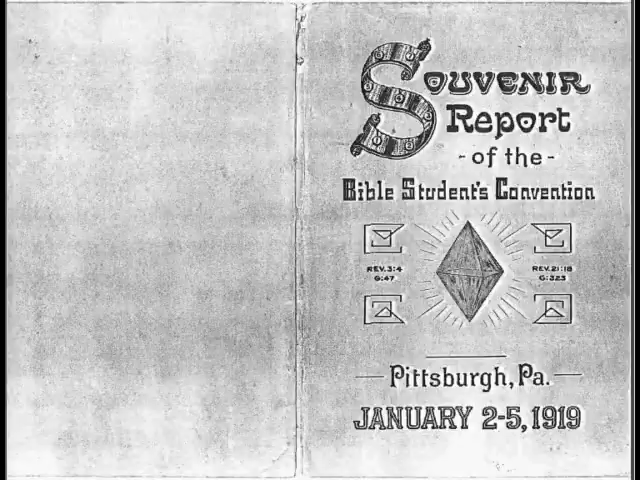 Souvenir
Report
- of the -
Bible Student's Convention
REV. 3:4
G:47
REV. 21:18
G:323
Pittsburgh, Pa.
JANUARY 2-5, 1919